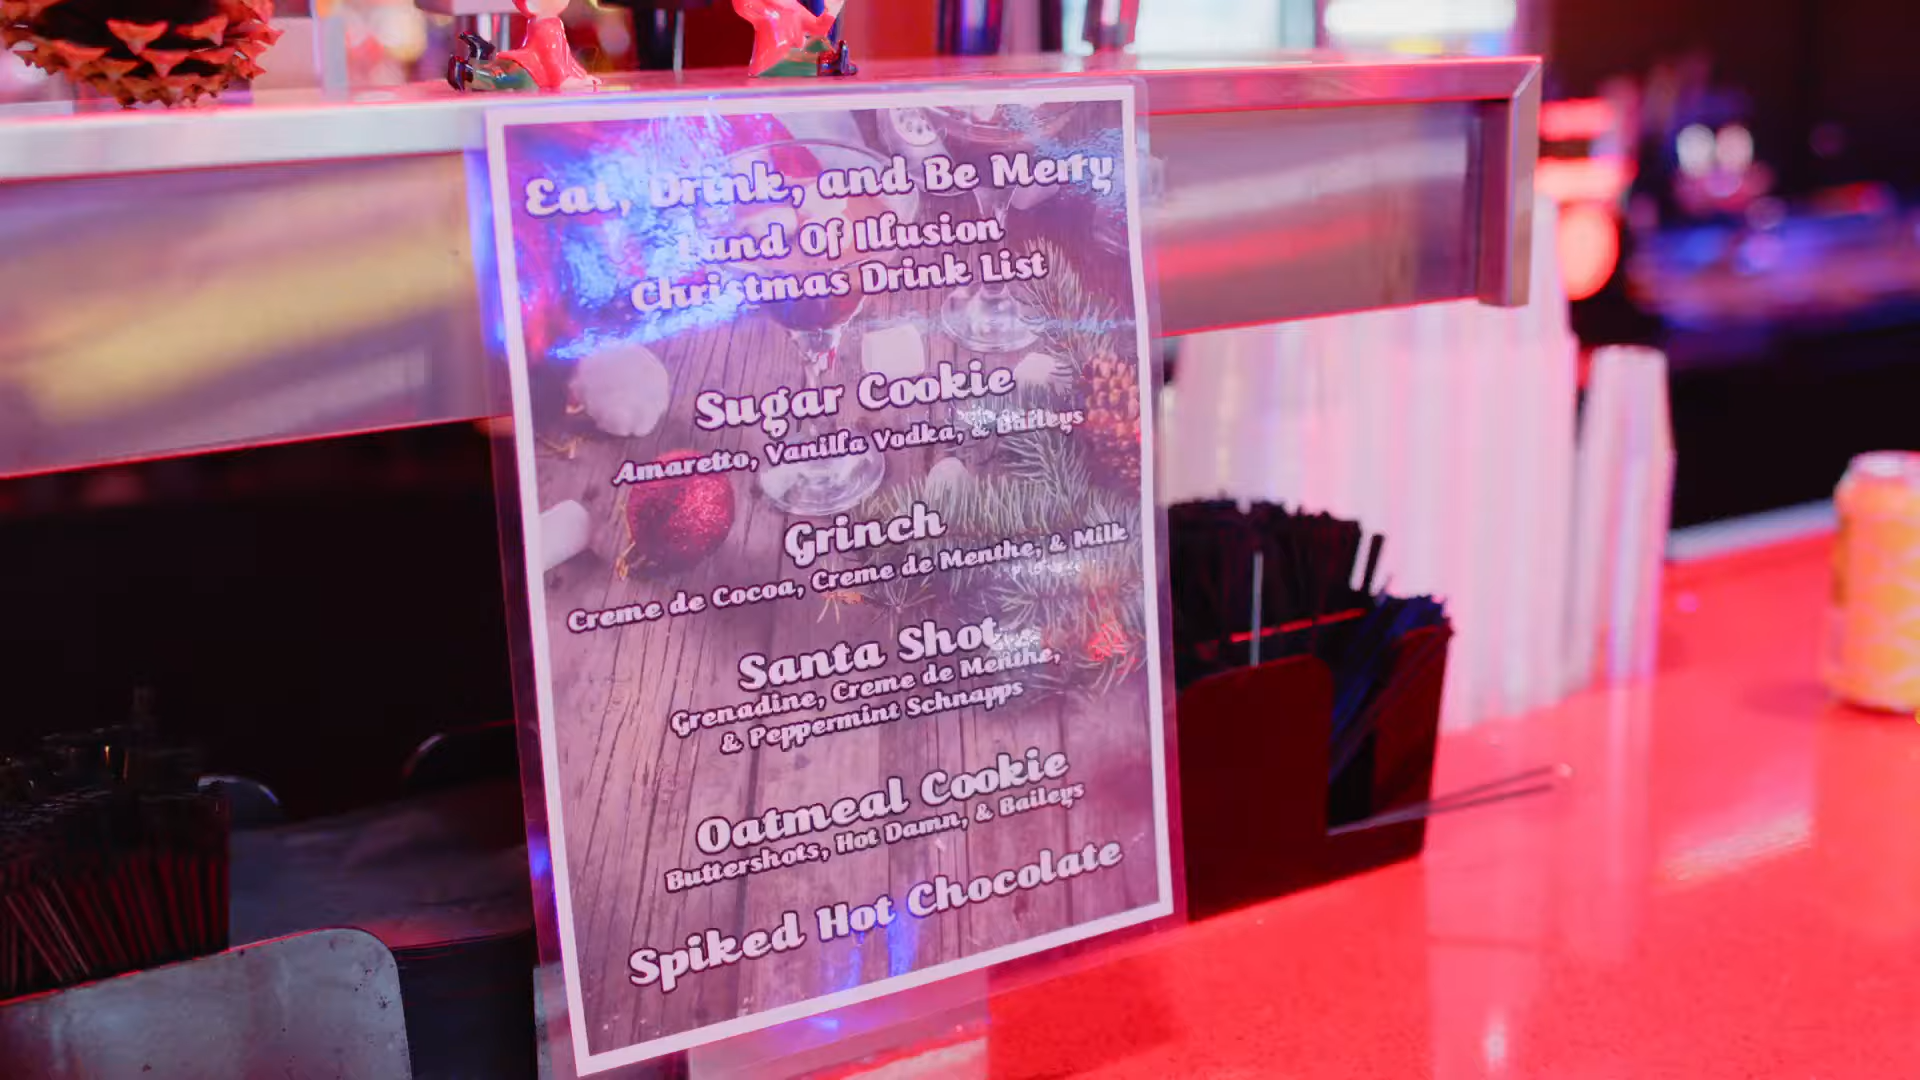 Eat, Drink, and Be Merry
Land Of Illusion
Christmas Drink List
Sugar Cookie
Amaretto, Vanilla Vodka, & Baileys
Grinch
Creme de Cocoa, Creme de Menthe, & Milk
Santa Shot
Grenadine, Creme de Menthe,
& Peppermint Schnapps
Oatmeal Cookie
Buttershots, Hot Damn, & Baileys
Spiked Hot Chocolate